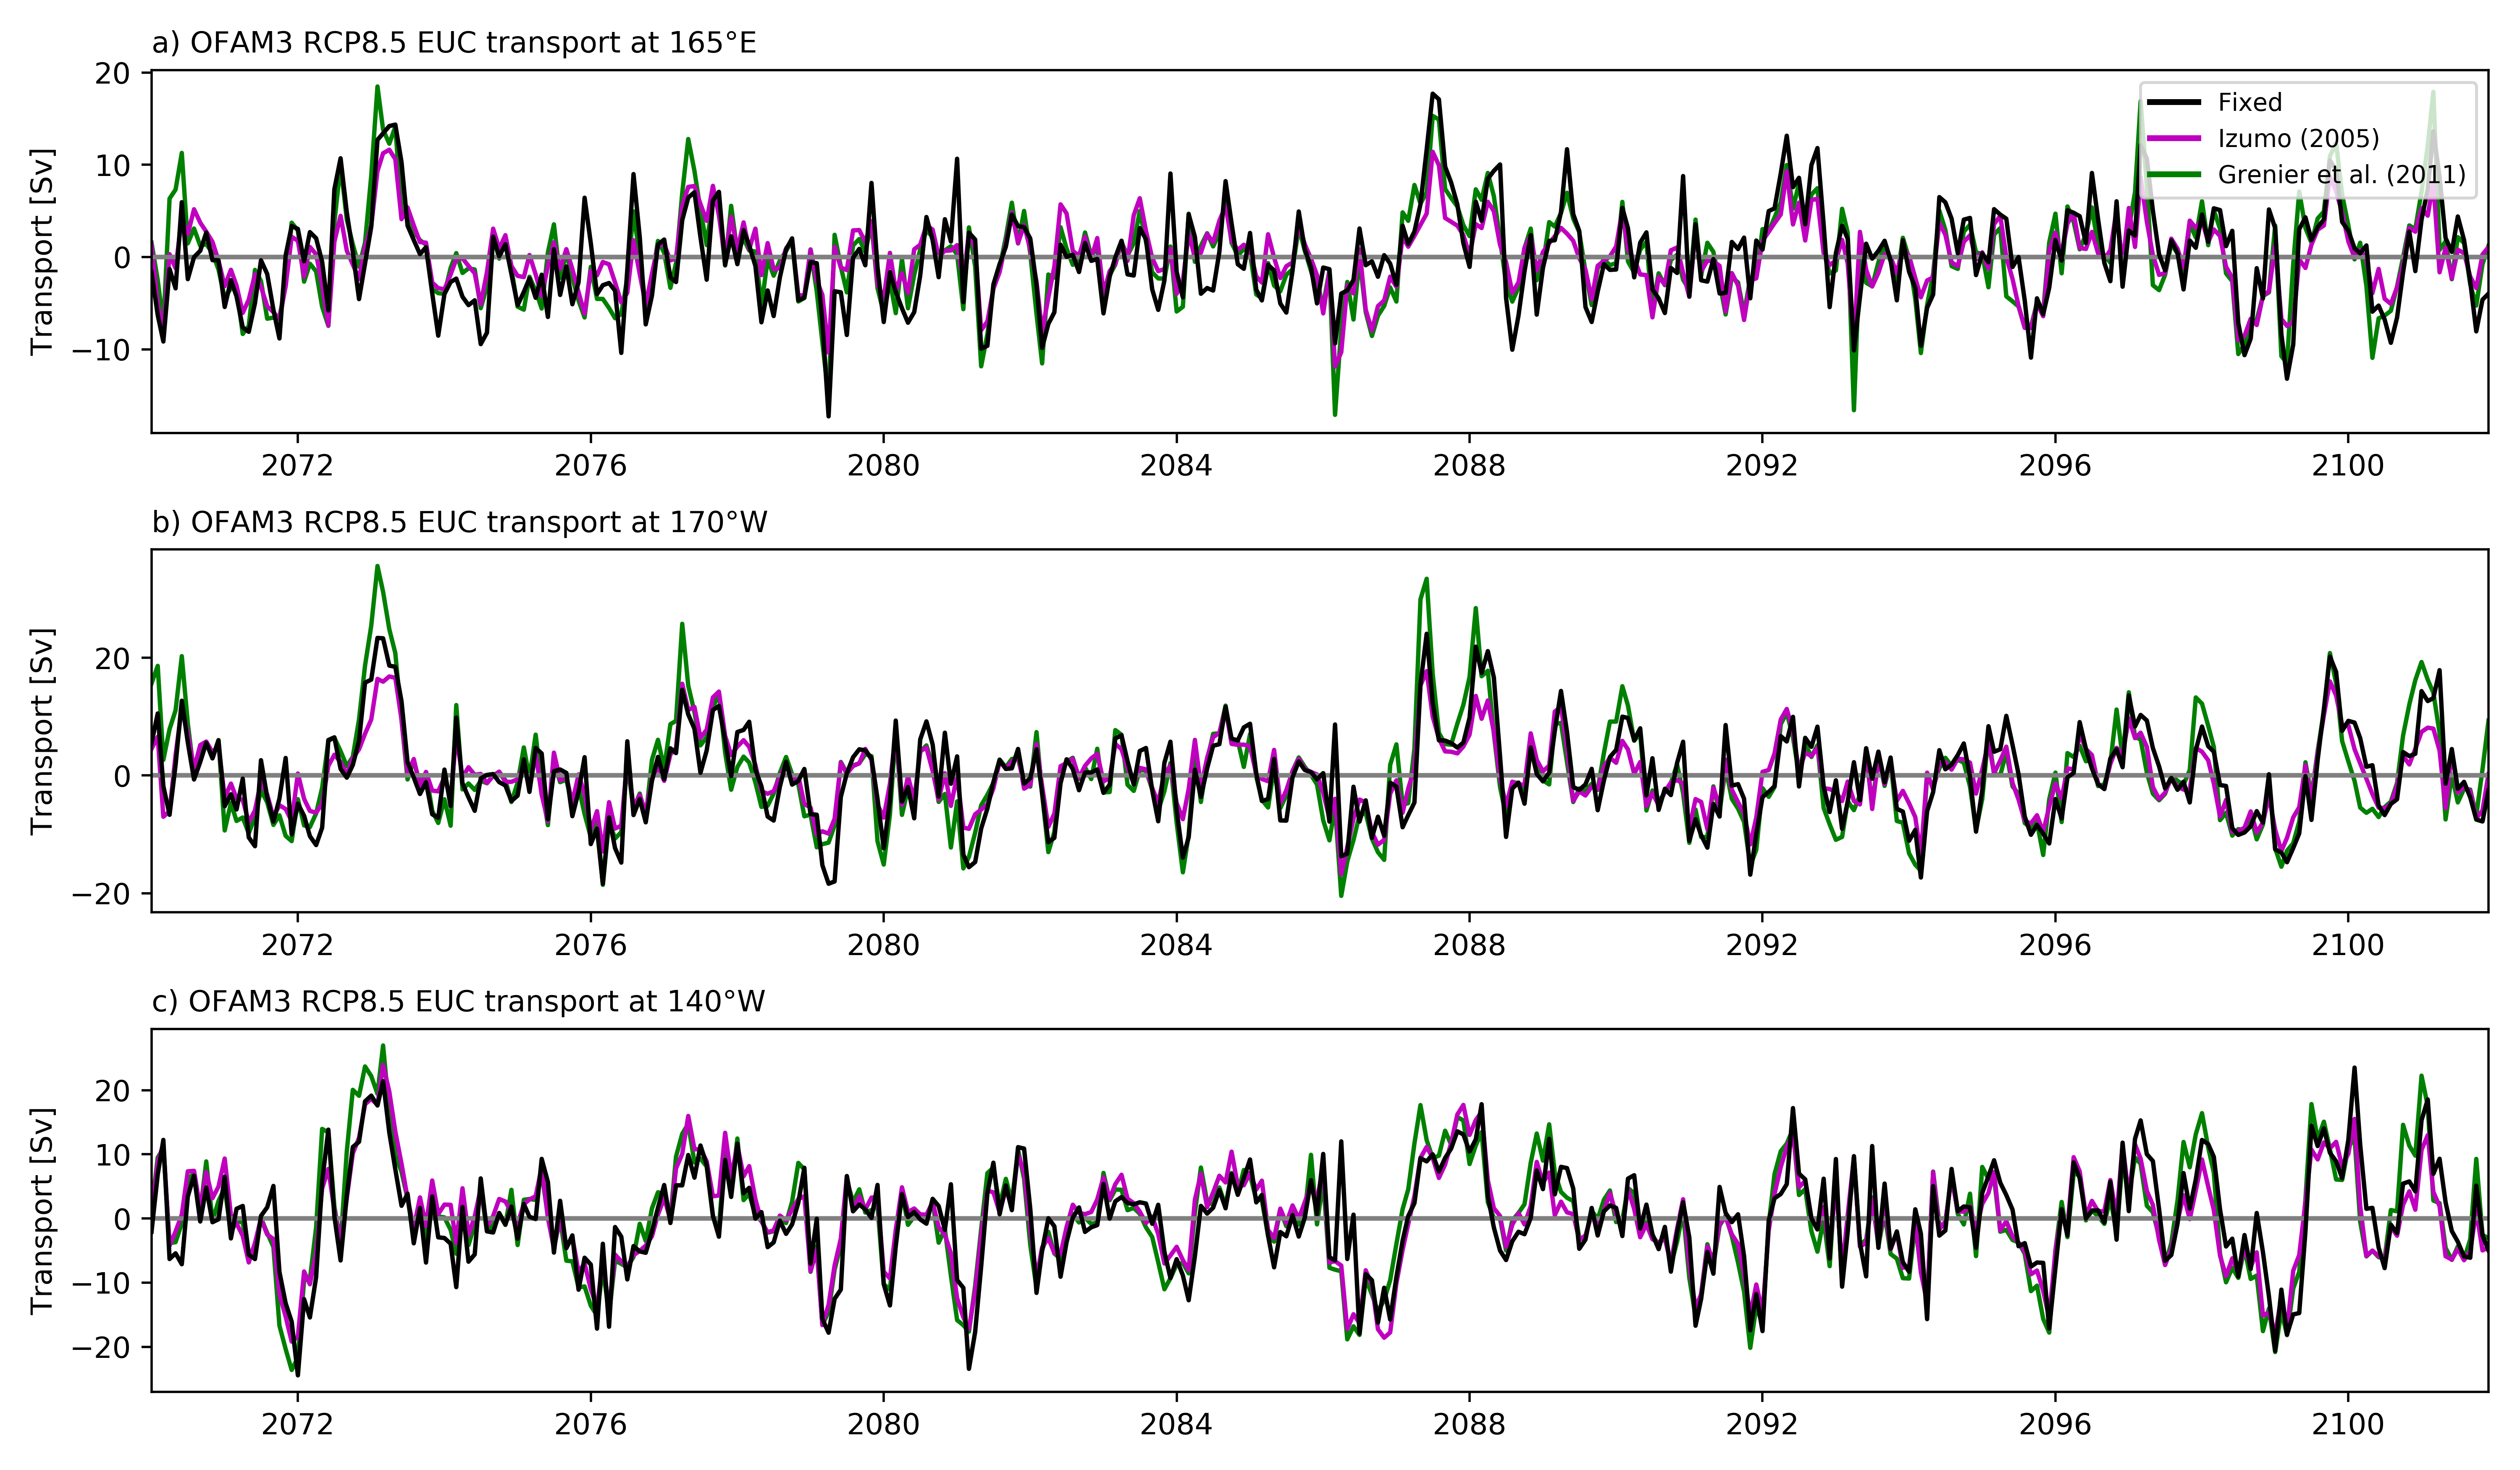 a) OFAM3 RCP8.5 EUC transport at 165°E
Transport [Sv]
20
10
0
−10
Fixed
Izumo (2005)
Grenier et al. (2011)
2072 2076 2080 2084 2088 2092 2096 2100
b) OFAM3 RCP8.5 EUC transport at 170°W
Transport [Sv]
20
0
−20
2072 2076 2080 2084 2088 2092 2096 2100
c) OFAM3 RCP8.5 EUC transport at 140°W
Transport [Sv]
20
10
0
−10
−20
2072 2076 2080 2084 2088 2092 2096 2100